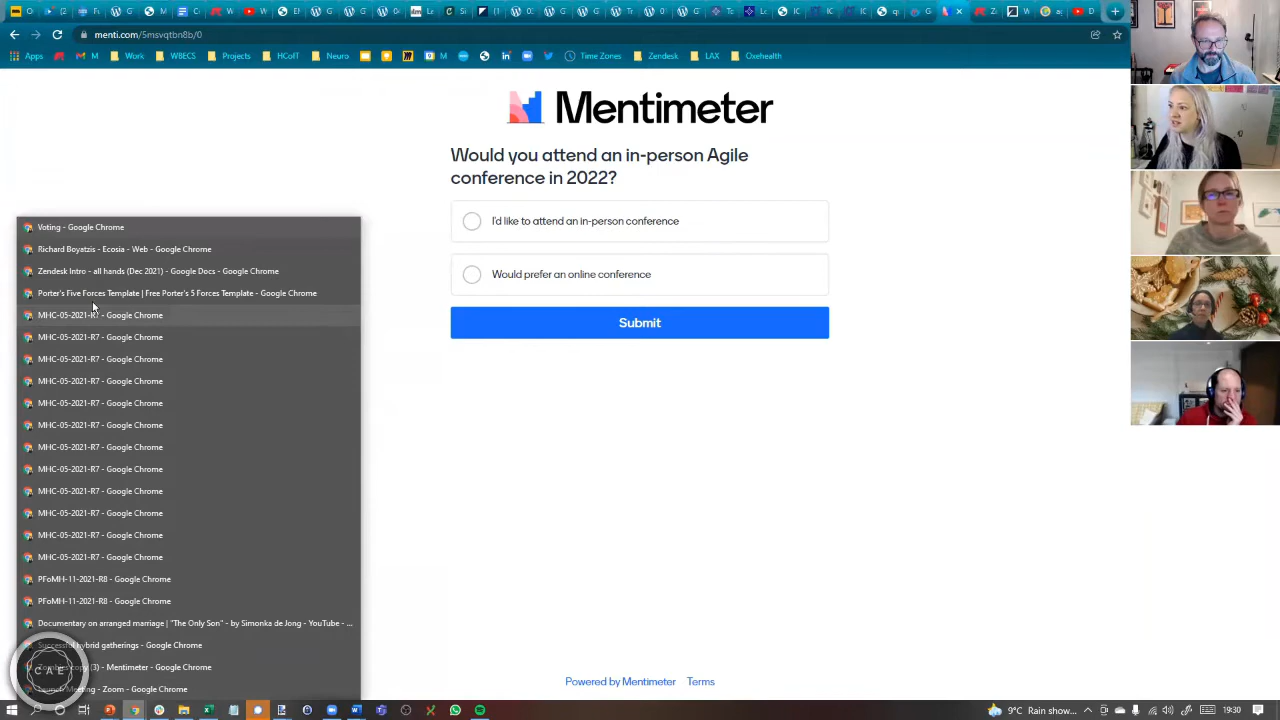 menti.com/5msvqtbn8b/0
Apps M Work WBECS Projects HCoIT Neuro M Time Zones Zendesk LAX Oxehealth
Mentimeter
Would you attend an in-person Agile
conference in 2022?
I'd like to attend an in-person conference
Would prefer an online conference
Submit
Voting - Google Chrome
Richard Boyatzis - Ecosia - Web - Google Chrome
Zendesk Intro - all hands (Dec 2021) - Google Docs - Google Chrome
Porter's Five Forces Template | Free Porter's 5 Forces Template - Google Chrome
MHC-05-2021-R7 - Google Chrome
MHC-05-2021-R7 - Google Chrome
MHC-05-2021-R7 - Google Chrome
MHC-05-2021-R7 - Google Chrome
MHC-05-2021-R7 - Google Chrome
MHC-05-2021-R7 - Google Chrome
MHC-05-2021-R7 - Google Chrome
MHC-05-2021-R7 - Google Chrome
MHC-05-2021-R7 - Google Chrome
MHC-05-2021-R7 - Google Chrome
MHC-05-2021-R7 - Google Chrome
MHC-05-2021-R7 - Google Chrome
PFoMH-11-2021-R8 - Google Chrome
PFoMH-11-2021-R8 - Google Chrome
Documentary on arranged marriage | "The Only Son" - by Simonka de Jong - YouTube - ...
Successful hybrid gatherings - Google Chrome
Zombies copy (3) - Mentimeter - Google Chrome
Launch Meeting - Zoom - Google Chrome
CAE
Powered by Mentimeter Terms
9°C Rain show... 19:30